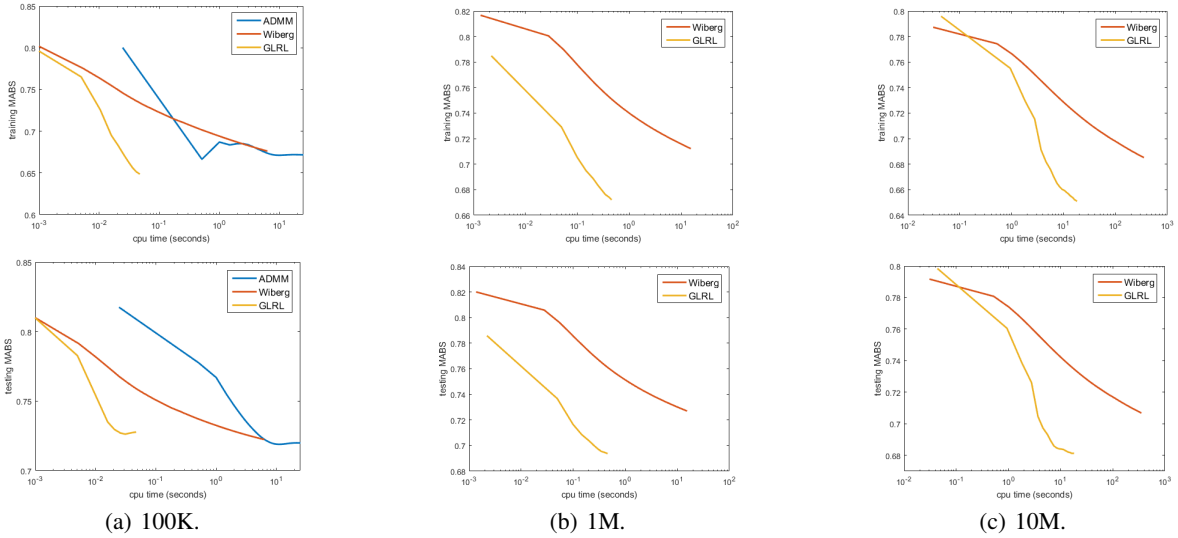 0.85
0.8
0.75
0.7
0.65
0.6
training MABS
10^-3
10^-2
10^-1
10^0
10^1
cpu time (seconds)
ADMM
Wiberg
GLRL
0.82
0.8
0.78
0.76
0.74
0.72
0.7
0.68
0.66
training MABS
10^-3
10^-2
10^-1
10^0
10^1
10^2
cpu time (seconds)
Wiberg
GLRL
0.8
0.78
0.76
0.74
0.72
0.7
0.68
0.66
0.64
training MABS
10^-2
10^-1
10^0
10^1
10^2
10^3
cpu time (seconds)
Wiberg
GLRL
0.85
0.8
0.75
0.7
testing MABS
10^-3
10^-2
10^-1
10^0
10^1
cpu time (seconds)
ADMM
Wiberg
GLRL
0.84
0.82
0.8
0.78
0.76
0.74
0.72
0.7
0.68
testing MABS
10^-3
10^-2
10^-1
10^0
10^1
10^2
cpu time (seconds)
Wiberg
GLRL
0.8
0.78
0.76
0.74
0.72
0.7
0.68
testing MABS
10^-2
10^-1
10^0
10^1
10^2
10^3
cpu time (seconds)
Wiberg
GLRL
(a) 100K.
(b) 1M.
(c) 10M.